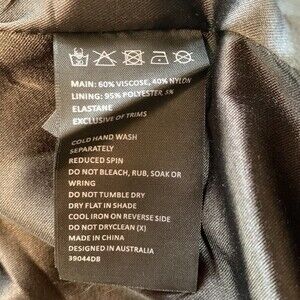 MAIN: 60% VISCOSE, 40% NYLON
LINING: 95% POLYESTER, 5%
ELASTANE
EXCLUSIVE OF TRIMS
COLD HAND WASH
SEPARATELY
REDUCED SPIN
DO NOT BLEACH, RUB, SOAK OR
WRING
DO NOT TUMBLE DRY
DRY FLAT IN SHADE
COOL IRON ON REVERSE SIDE
DO NOT DRYCLEAN (X)
MADE IN CHINA
DESIGNED IN AUSTRALIA
39044DB